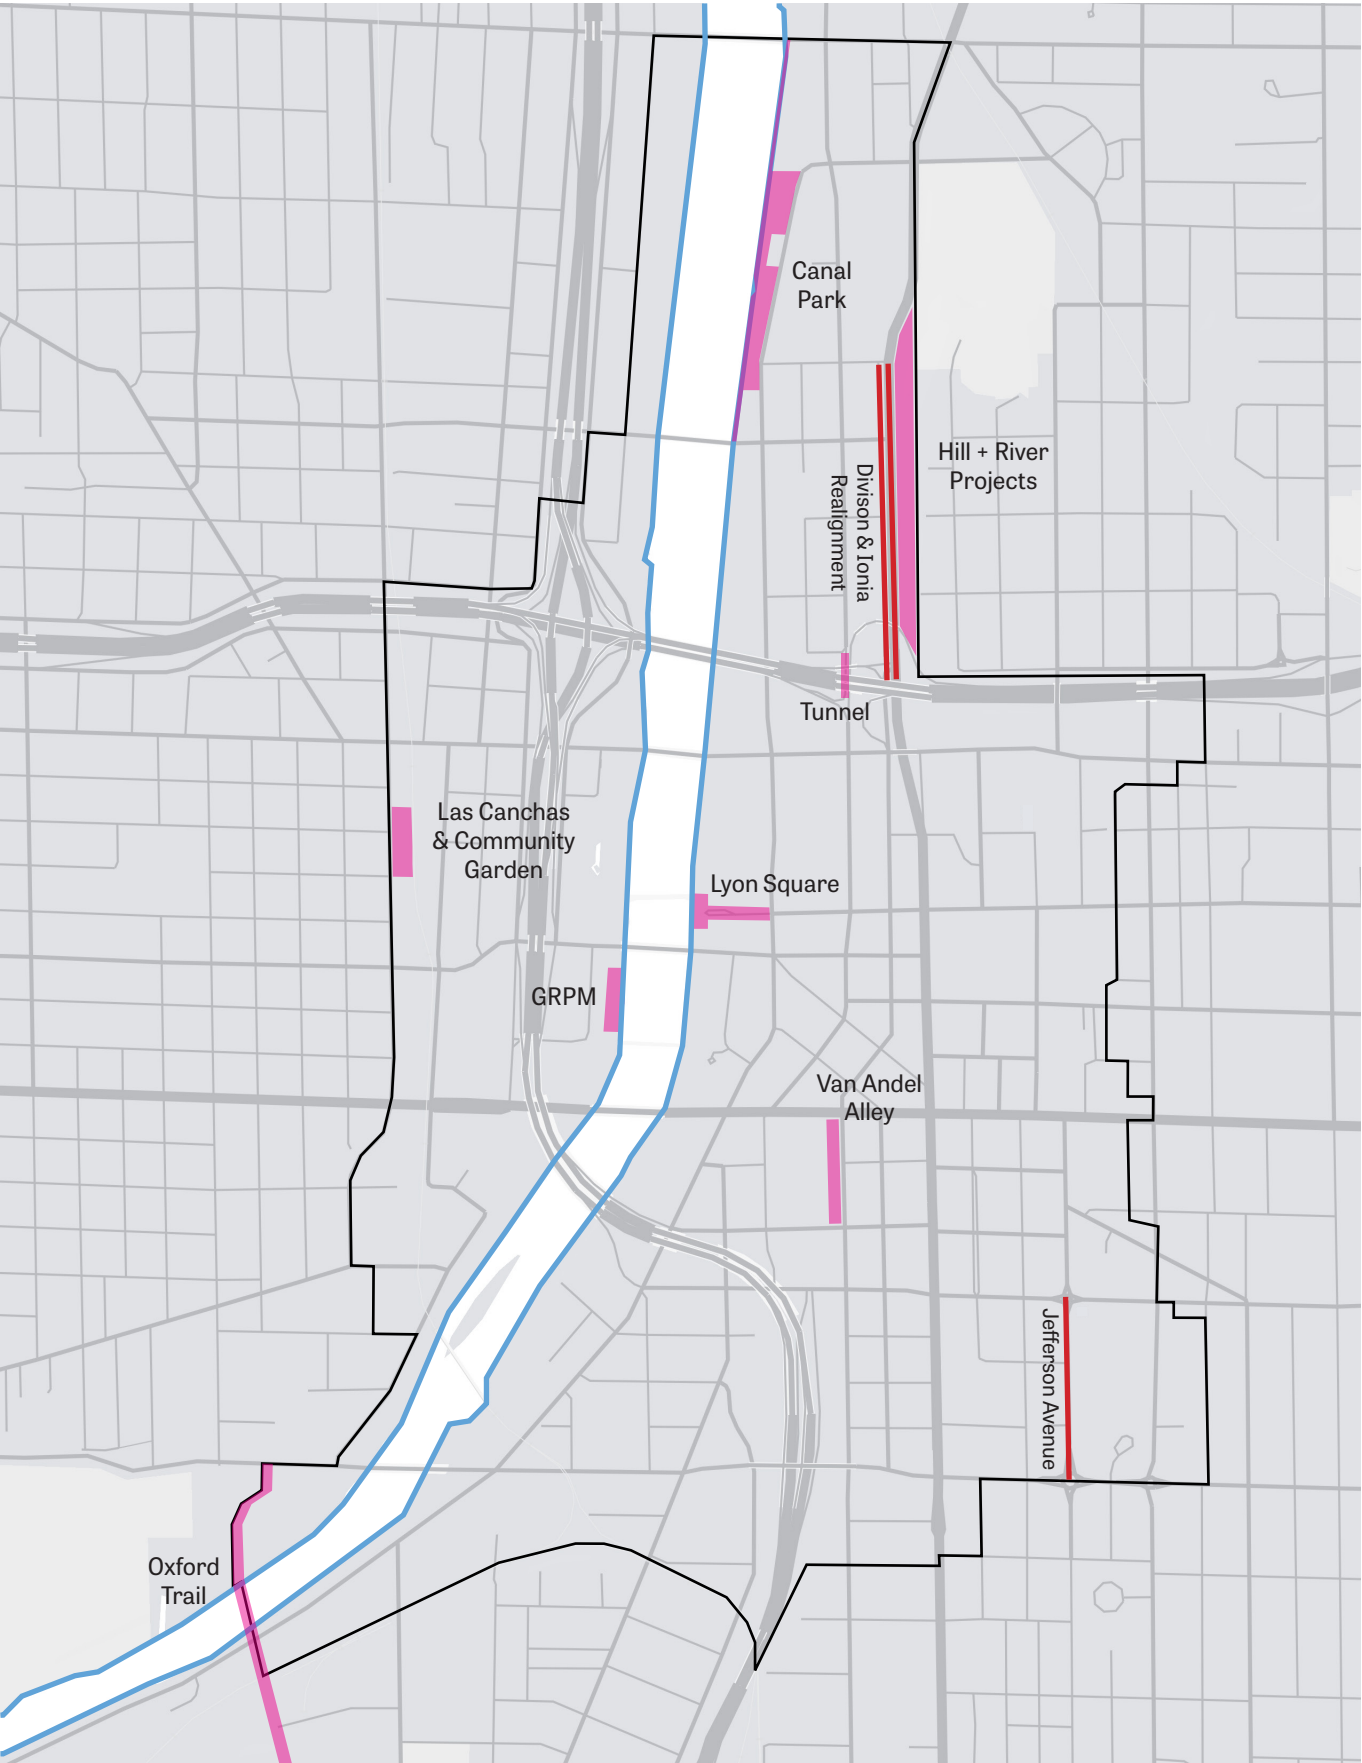 Canal
Park
Hill + River
Projects
Divison & Ionia
Realignment
Tunnel
Las Canchas
& Community
Garden
Lyon Square
GRPM
Van Andel
Alley
Jefferson Avenue
Oxford
Trail